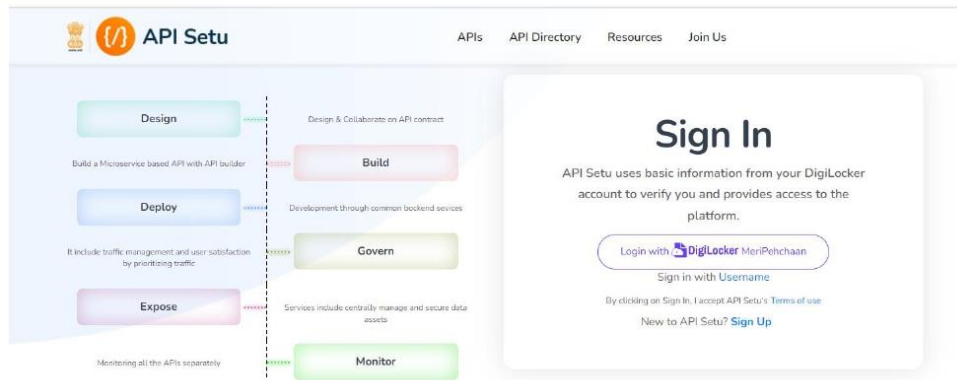 API Setu
APIs API Directory Resources Join Us
Design
Design & Collaborate on API contract
Build a Microservice based API with API builder
Build
Deploy
Development through common bockend sevices
It include traffic management and user satisfaction
by prioritizing traffic
Govern
Expose
Services include centrally manage and secure data
assets
Monitoring all the APIs separately
Monitor
Sign In
API Setu uses basic information from your DigiLocker
account to verify you and provides access to the
platform.
Login with DigiLocker MeriPehchaan
Sign in with Username
By clicking on Sign In, I accept API Setu's Terms of use
New to API Setu? Sign Up